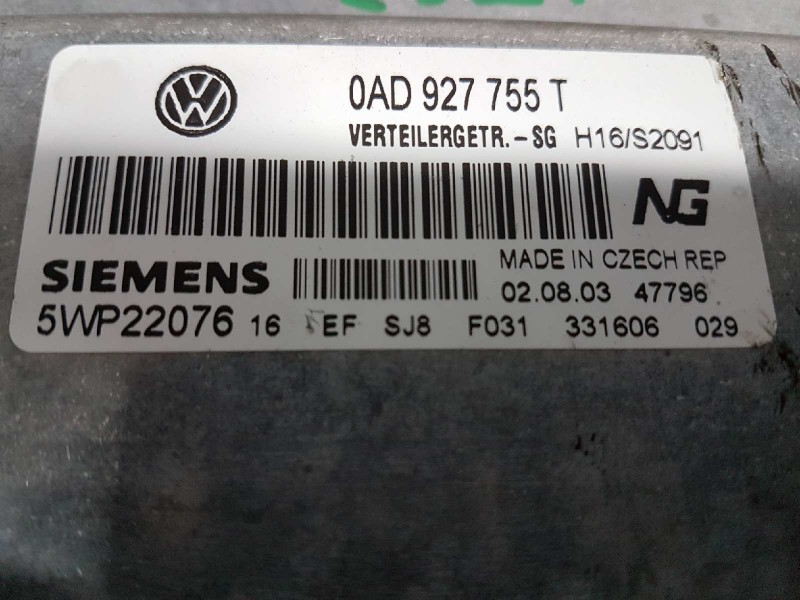 0AD 927 755 T
VERTEILERGETR.-SG H16/S2091
NG
SIEMENS
MADE IN CZECH REP
02.08.03 47796
5WP22076 16 EF SJ8 F031 331606 029